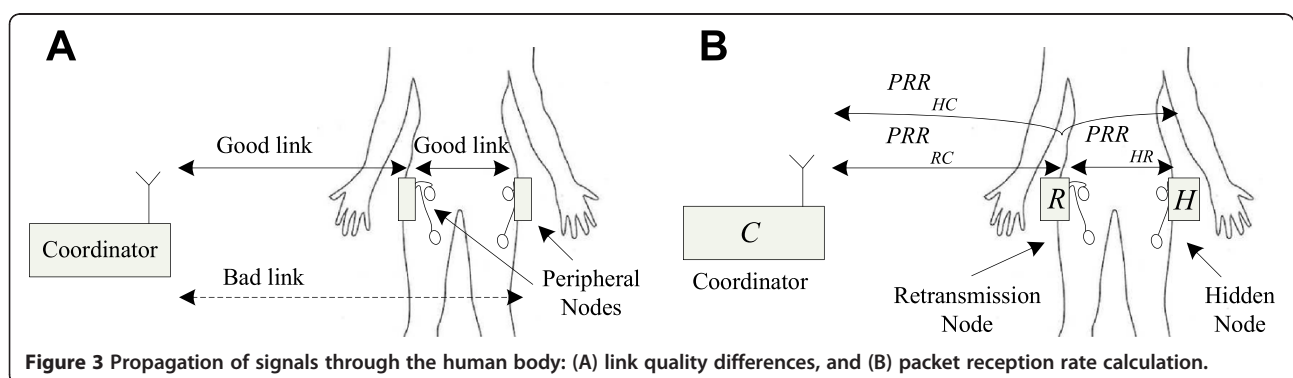 A
Good link
Good link
Coordinator
Bad link
Peripheral
Nodes
B
PRR
HC
PRR
RC
PRR
HR
R
H
C
Coordinator
Retransmission
Node
Hidden
Node
Figure 3 Propagation of signals through the human body: (A) link quality differences, and (B) packet reception rate calculation.